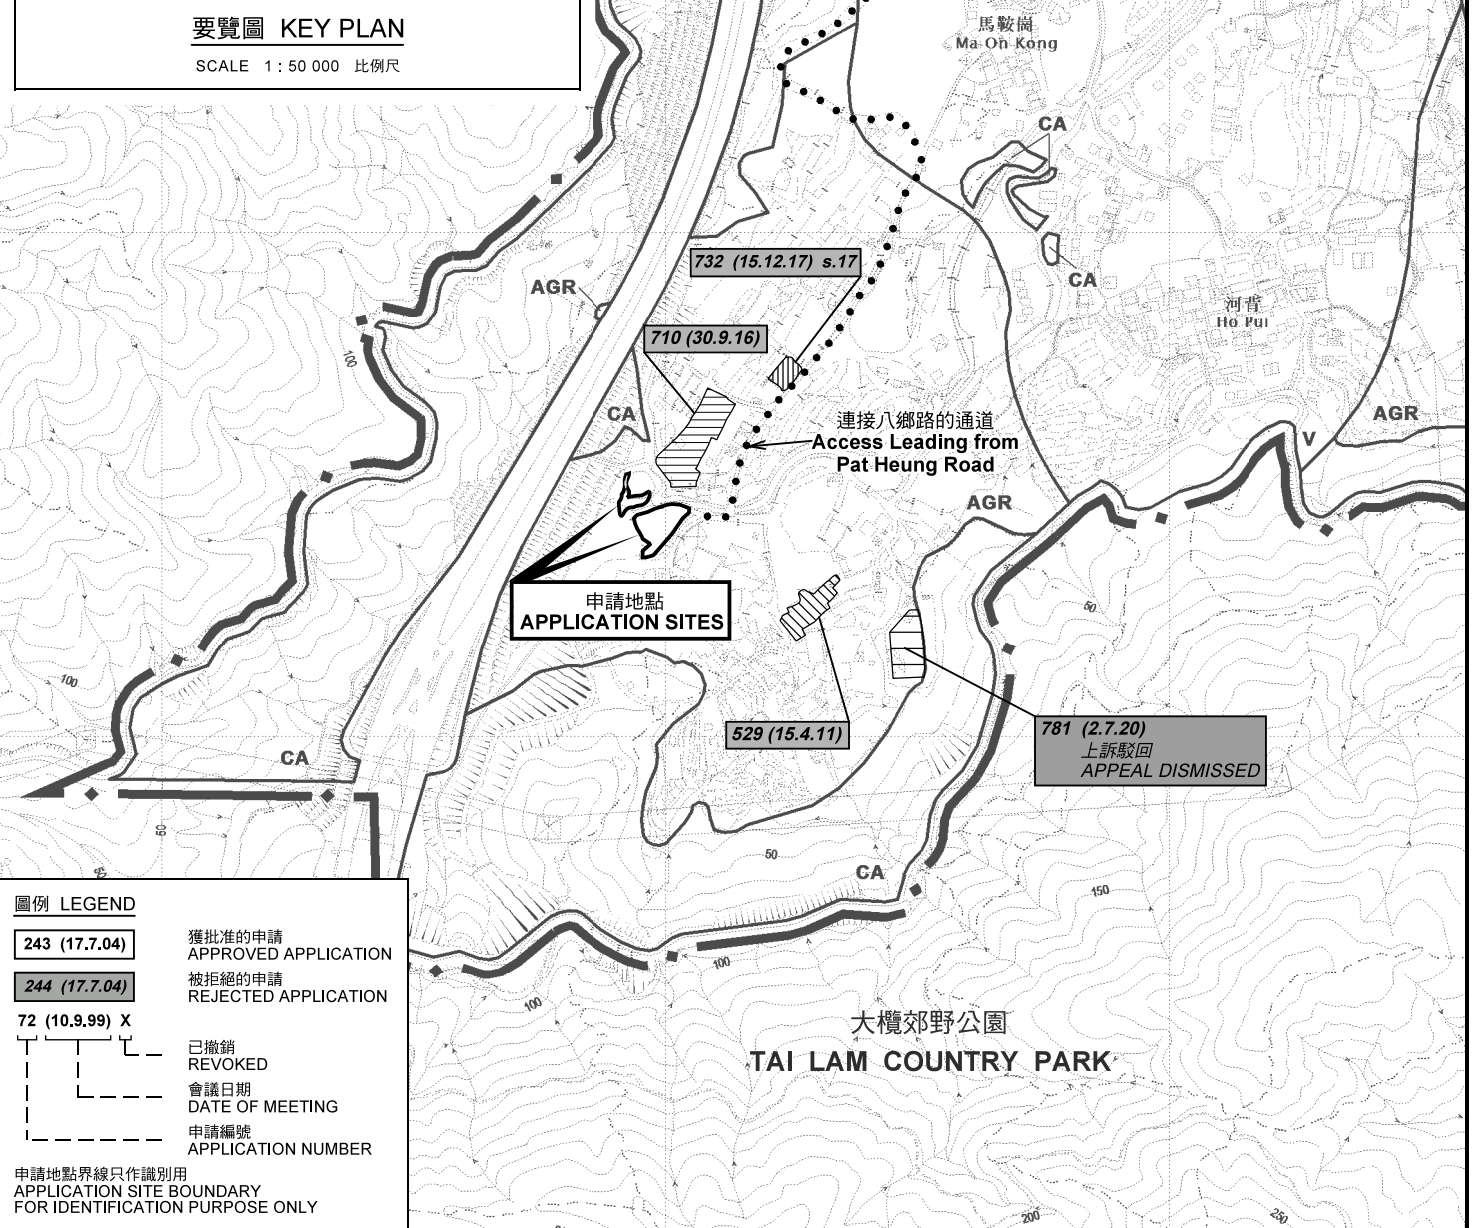 要覽圖 KEY PLAN
SCALE 1 : 50 000 比例尺
馬鞍崗
Ma On Kong
CA
CA
河背
Ho Pui
732 (15.12.17) s.17
AGR
710 (30.9.16)
100
CA
連接八鄉路的通道
Access Leading from
Pat Heung Road
AGR
V
AGR
申請地點
APPLICATION SITES
50
100
529 (15.4.11)
781 (2.7.20)
上訴駁回
APPEAL DISMISSED
CA
50
50
50
CA
150
100
100
大欖郊野公園
TAI LAM COUNTRY PARK
200
250
圖例 LEGEND
243 (17.7.04)
獲批准的申請
APPROVED APPLICATION
244 (17.7.04)
被拒絕的申請
REJECTED APPLICATION
72 (10.9.99) X
已撤銷
REVOKED
會議日期
DATE OF MEETING
申請編號
APPLICATION NUMBER
申請地點界線只作識別用
APPLICATION SITE BOUNDARY
FOR IDENTIFICATION PURPOSE ONLY